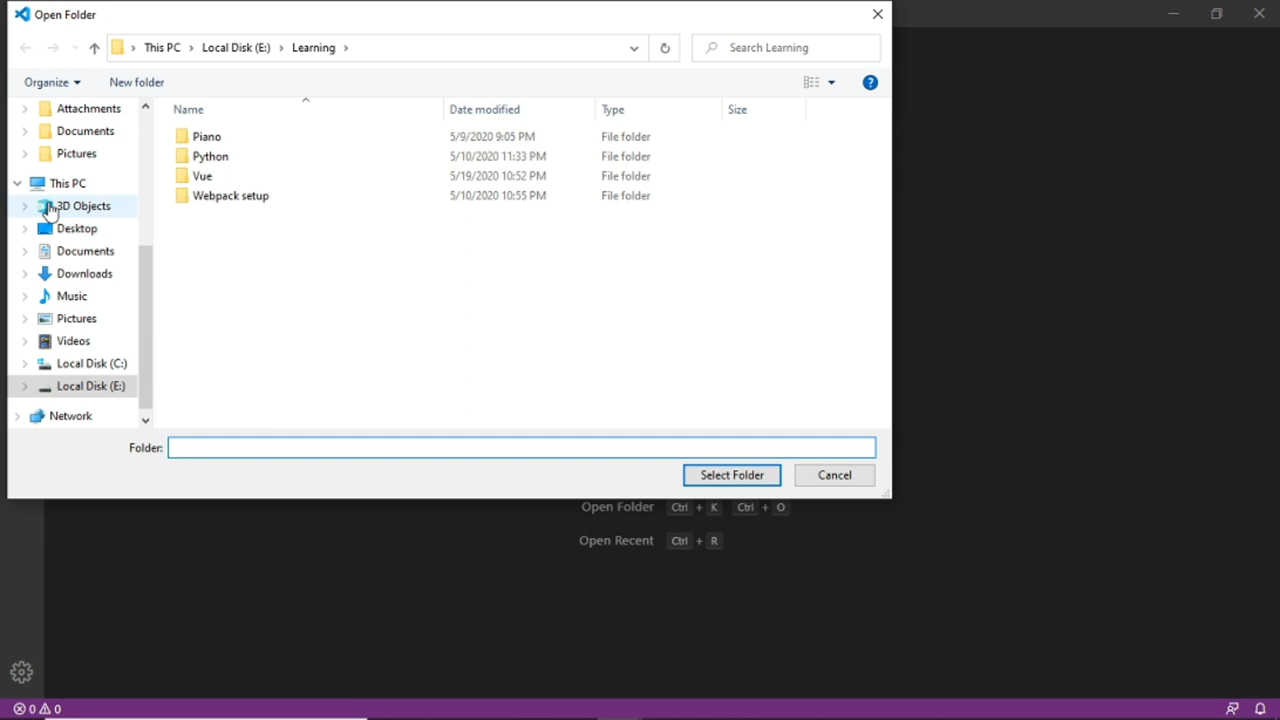 Open Folder
This PC > Local Disk (E:) > Learning >
Search Learning
Organize
New folder
?
Attachments
Documents
Pictures
This PC
3D Objects
Desktop
Documents
Downloads
Music
Pictures
Videos
Local Disk (C:)
Local Disk (E:)
Network
Name Date modified Type Size
Piano 5/9/2020 9:05 PM File folder
Python 5/10/2020 11:33 PM File folder
Vue 5/19/2020 10:52 PM File folder
Webpack setup 5/10/2020 10:55 PM File folder
Folder:
Select Folder
Cancel
Open Folder Ctrl + K Ctrl + O
Open Recent Ctrl + R
0 0